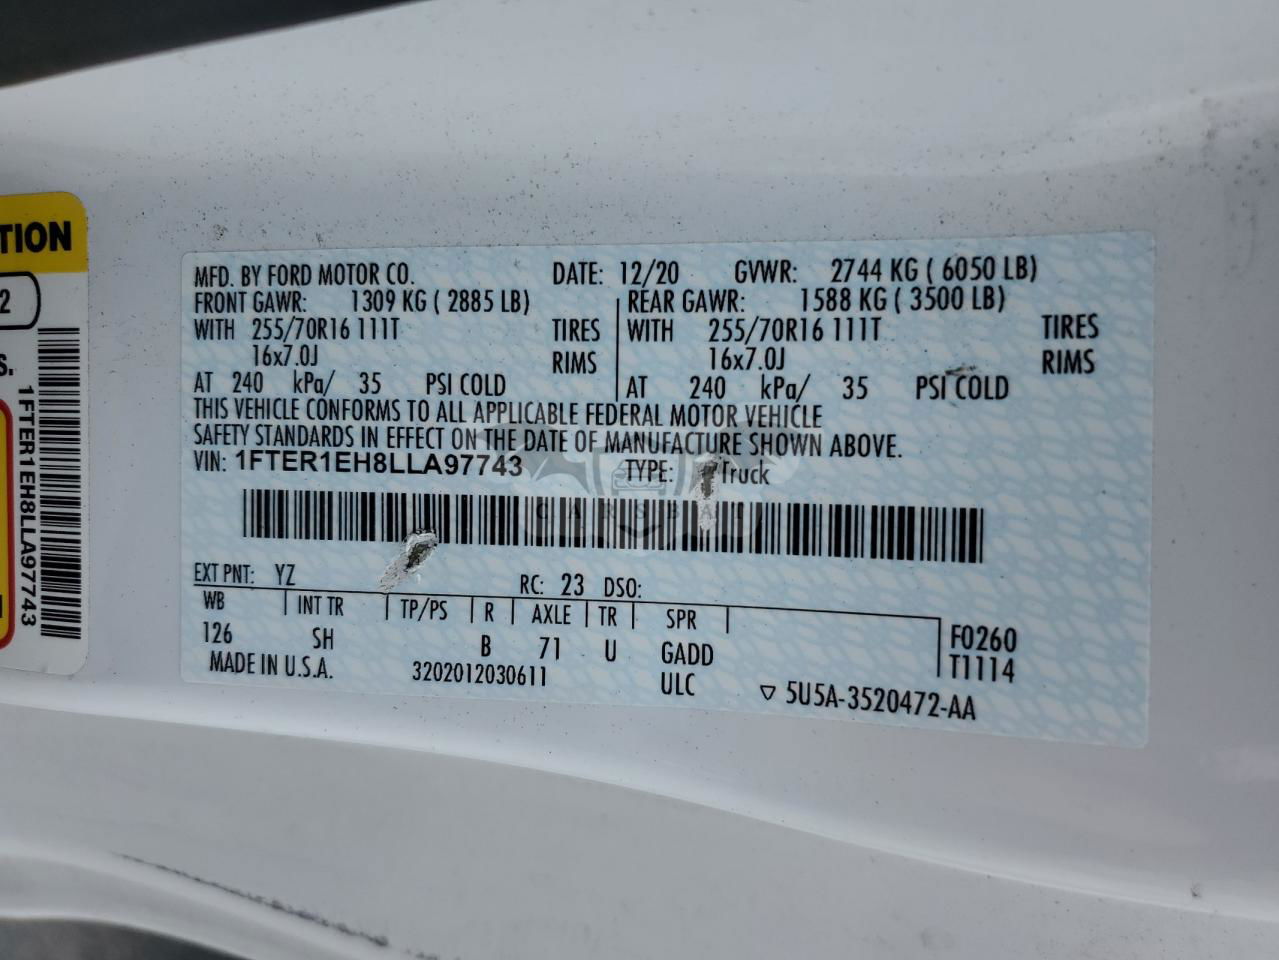 TION
2
S.
1FTER1EH8LLA97743
MFD. BY FORD MOTOR CO. DATE: 12/20 GVWR: 2744 KG ( 6050 LB)
FRONT GAWR: 1309 KG ( 2885 LB) REAR GAWR: 1588 KG ( 3500 LB)
WITH 255/70R16 111T TIRES WITH 255/70R16 111T TIRES
16x7.0J RIMS 16x7.0J RIMS
AT 240 kPa/ 35 PSI COLD AT 240 kPa/ 35 PSI COLD
THIS VEHICLE CONFORMS TO ALL APPLICABLE FEDERAL MOTOR VEHICLE
SAFETY STANDARDS IN EFFECT ON THE DATE OF MANUFACTURE SHOWN ABOVE.
VIN: 1FTER1EH8LLA97743 TYPE: Truck
CARSBAT
EXT PNT: YZ RC: 23 DSO:
WB INT TR TP/PS R AXLE TR SPR
126 SH B 71 U GADD F0260
MADE IN U.S.A. 3202012030611 ULC T1114
5U5A-3520472-AA